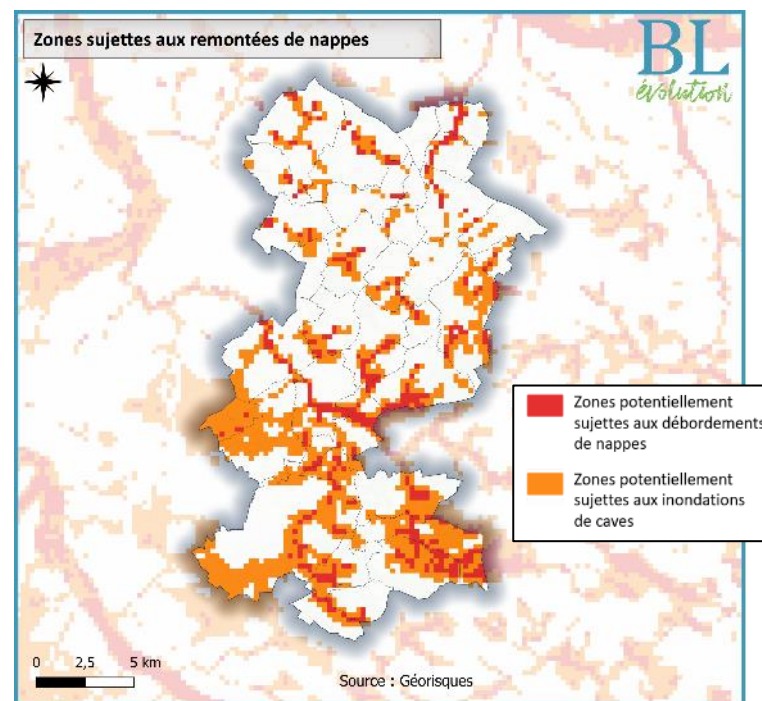 Zones sujettes aux remontées de nappes
BL
évolution
Zones potentiellement
sujettes aux débordements
de nappes
Zones potentiellement
sujettes aux inondations
de caves
0 2,5 5 km
Source : Géorisques